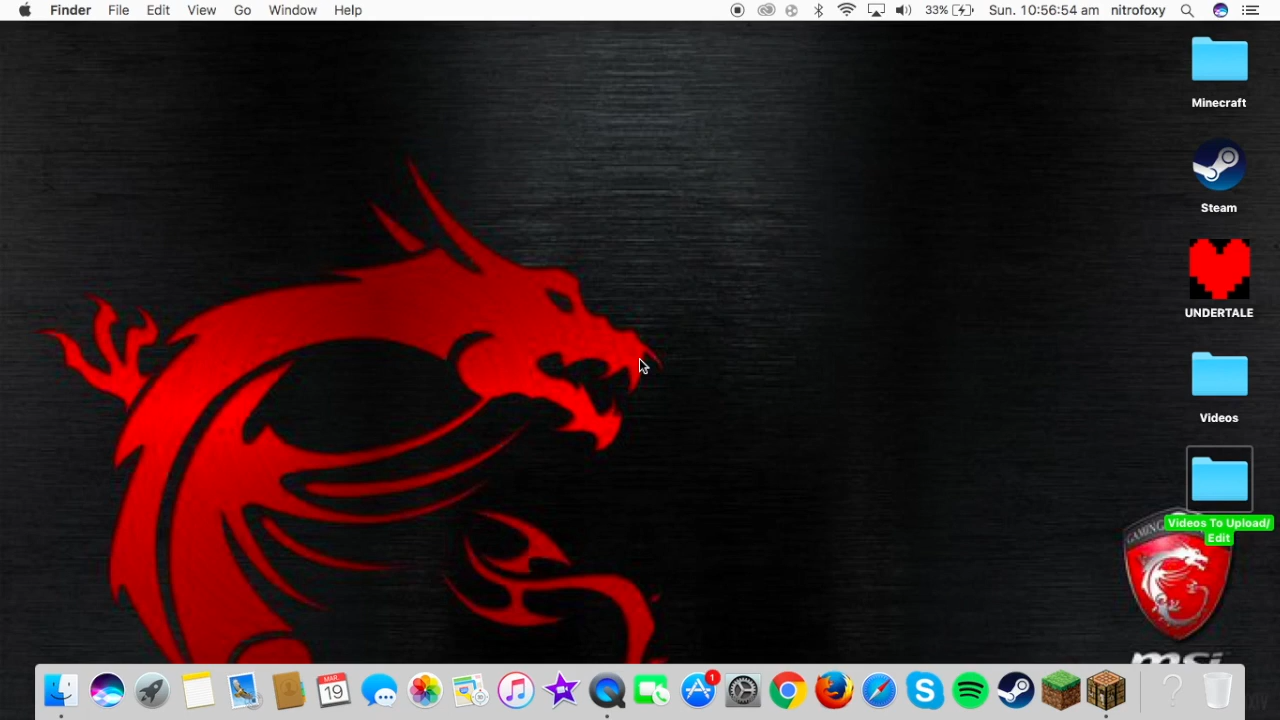 Finder File Edit View Go Window Help 33% Sun. 10:56:54 am nitrofoxy
Minecraft
Steam
UNDERTALE
Videos
Videos To Upload/
Edit
GAMING
msi
MAR.
19
1